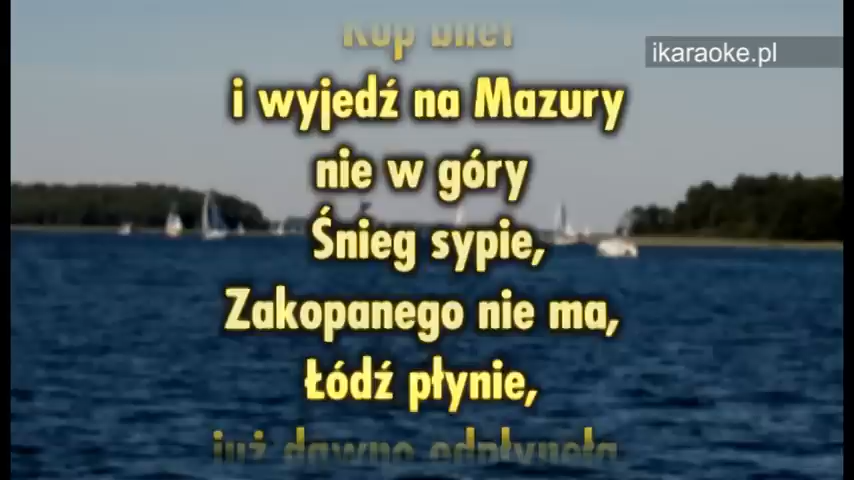 Kup bilet
ikaraoke.pl
i wyjedź na Mazury
nie w góry
Śnieg sypie,
Zakopanego nie ma,
Łódź płynie,
już dawno odpłynęła